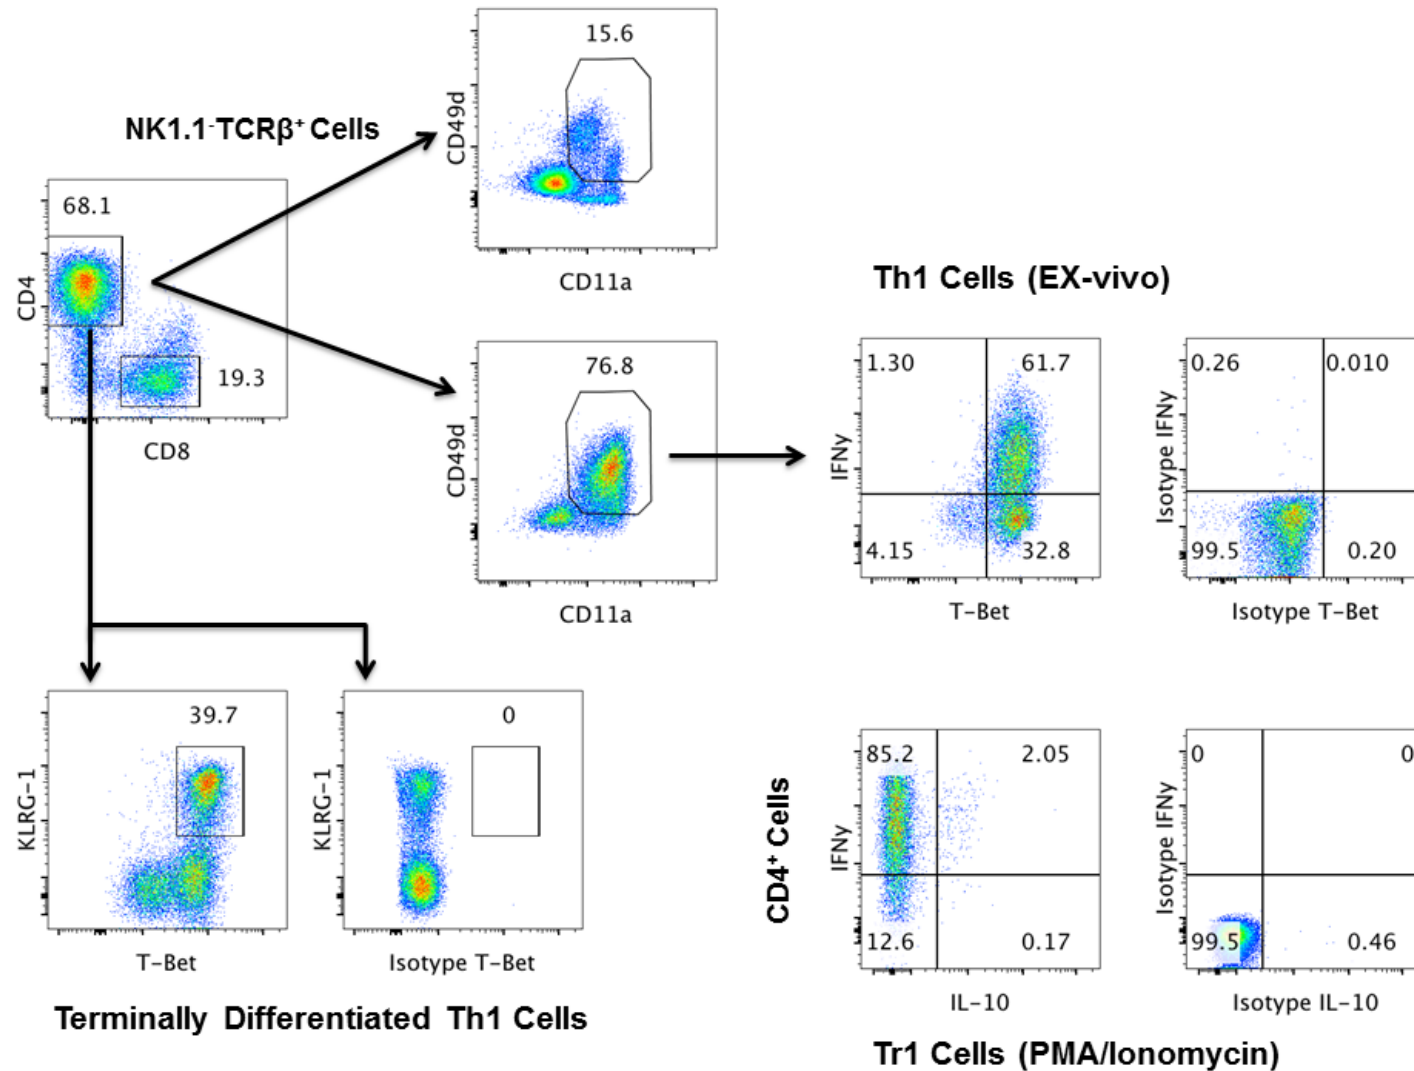 15.6
CD49d
CD11a
NK1.1-TCRβ+ Cells
68.1
19.3
CD4
CD8
76.8
CD49d
CD11a
Th1 Cells (EX-vivo)
1.30 61.7
4.15 32.8
IFNy
T-Bet
0.26 0.010
99.5 0.20
Isotype IFNy
Isotype T-Bet
39.7
KLRG-1
T-Bet
0
KLRG-1
Isotype T-Bet
Terminally Differentiated Th1 Cells
CD4+ Cells
85.2 2.05
12.6 0.17
IFNy
IL-10
0 0
99.5 0.46
Isotype IFNy
Isotype IL-10
Tr1 Cells (PMA/Ionomycin)